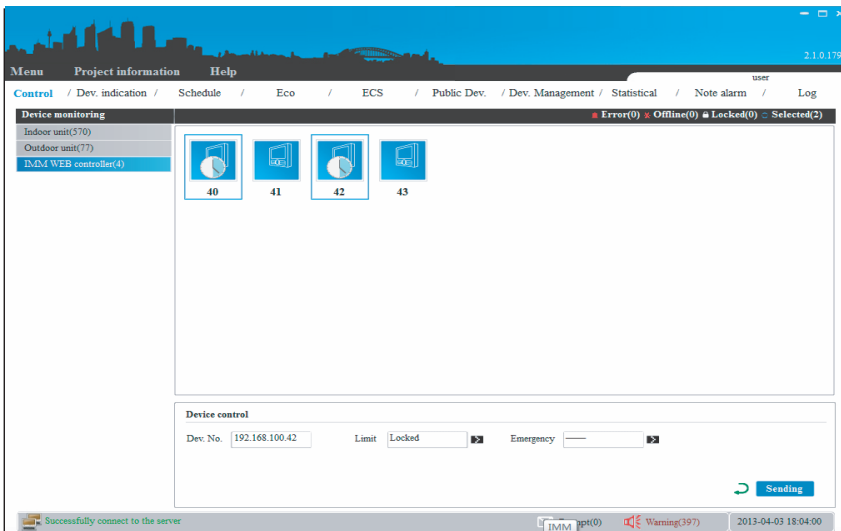 2.1.0.179
Menu Project information Help
user
Control / Dev. indication / Schedule / Eco / ECS / Public Dev. / Dev. Management / Statistical / Note alarm / Log
Device monitoring Error(0) Offline(0) Locked(0) Selected(2)
Indoor unit(570)
Outdoor unit(77)
IMM WEB controller(4)
40 41 42 43
Device control
Dev. No. 192.168.100.42 Limit Locked Emergency ——
Sending
Successfully connect to the server IMM pt(0) Warning(397) 2013-04-03 18:04:00